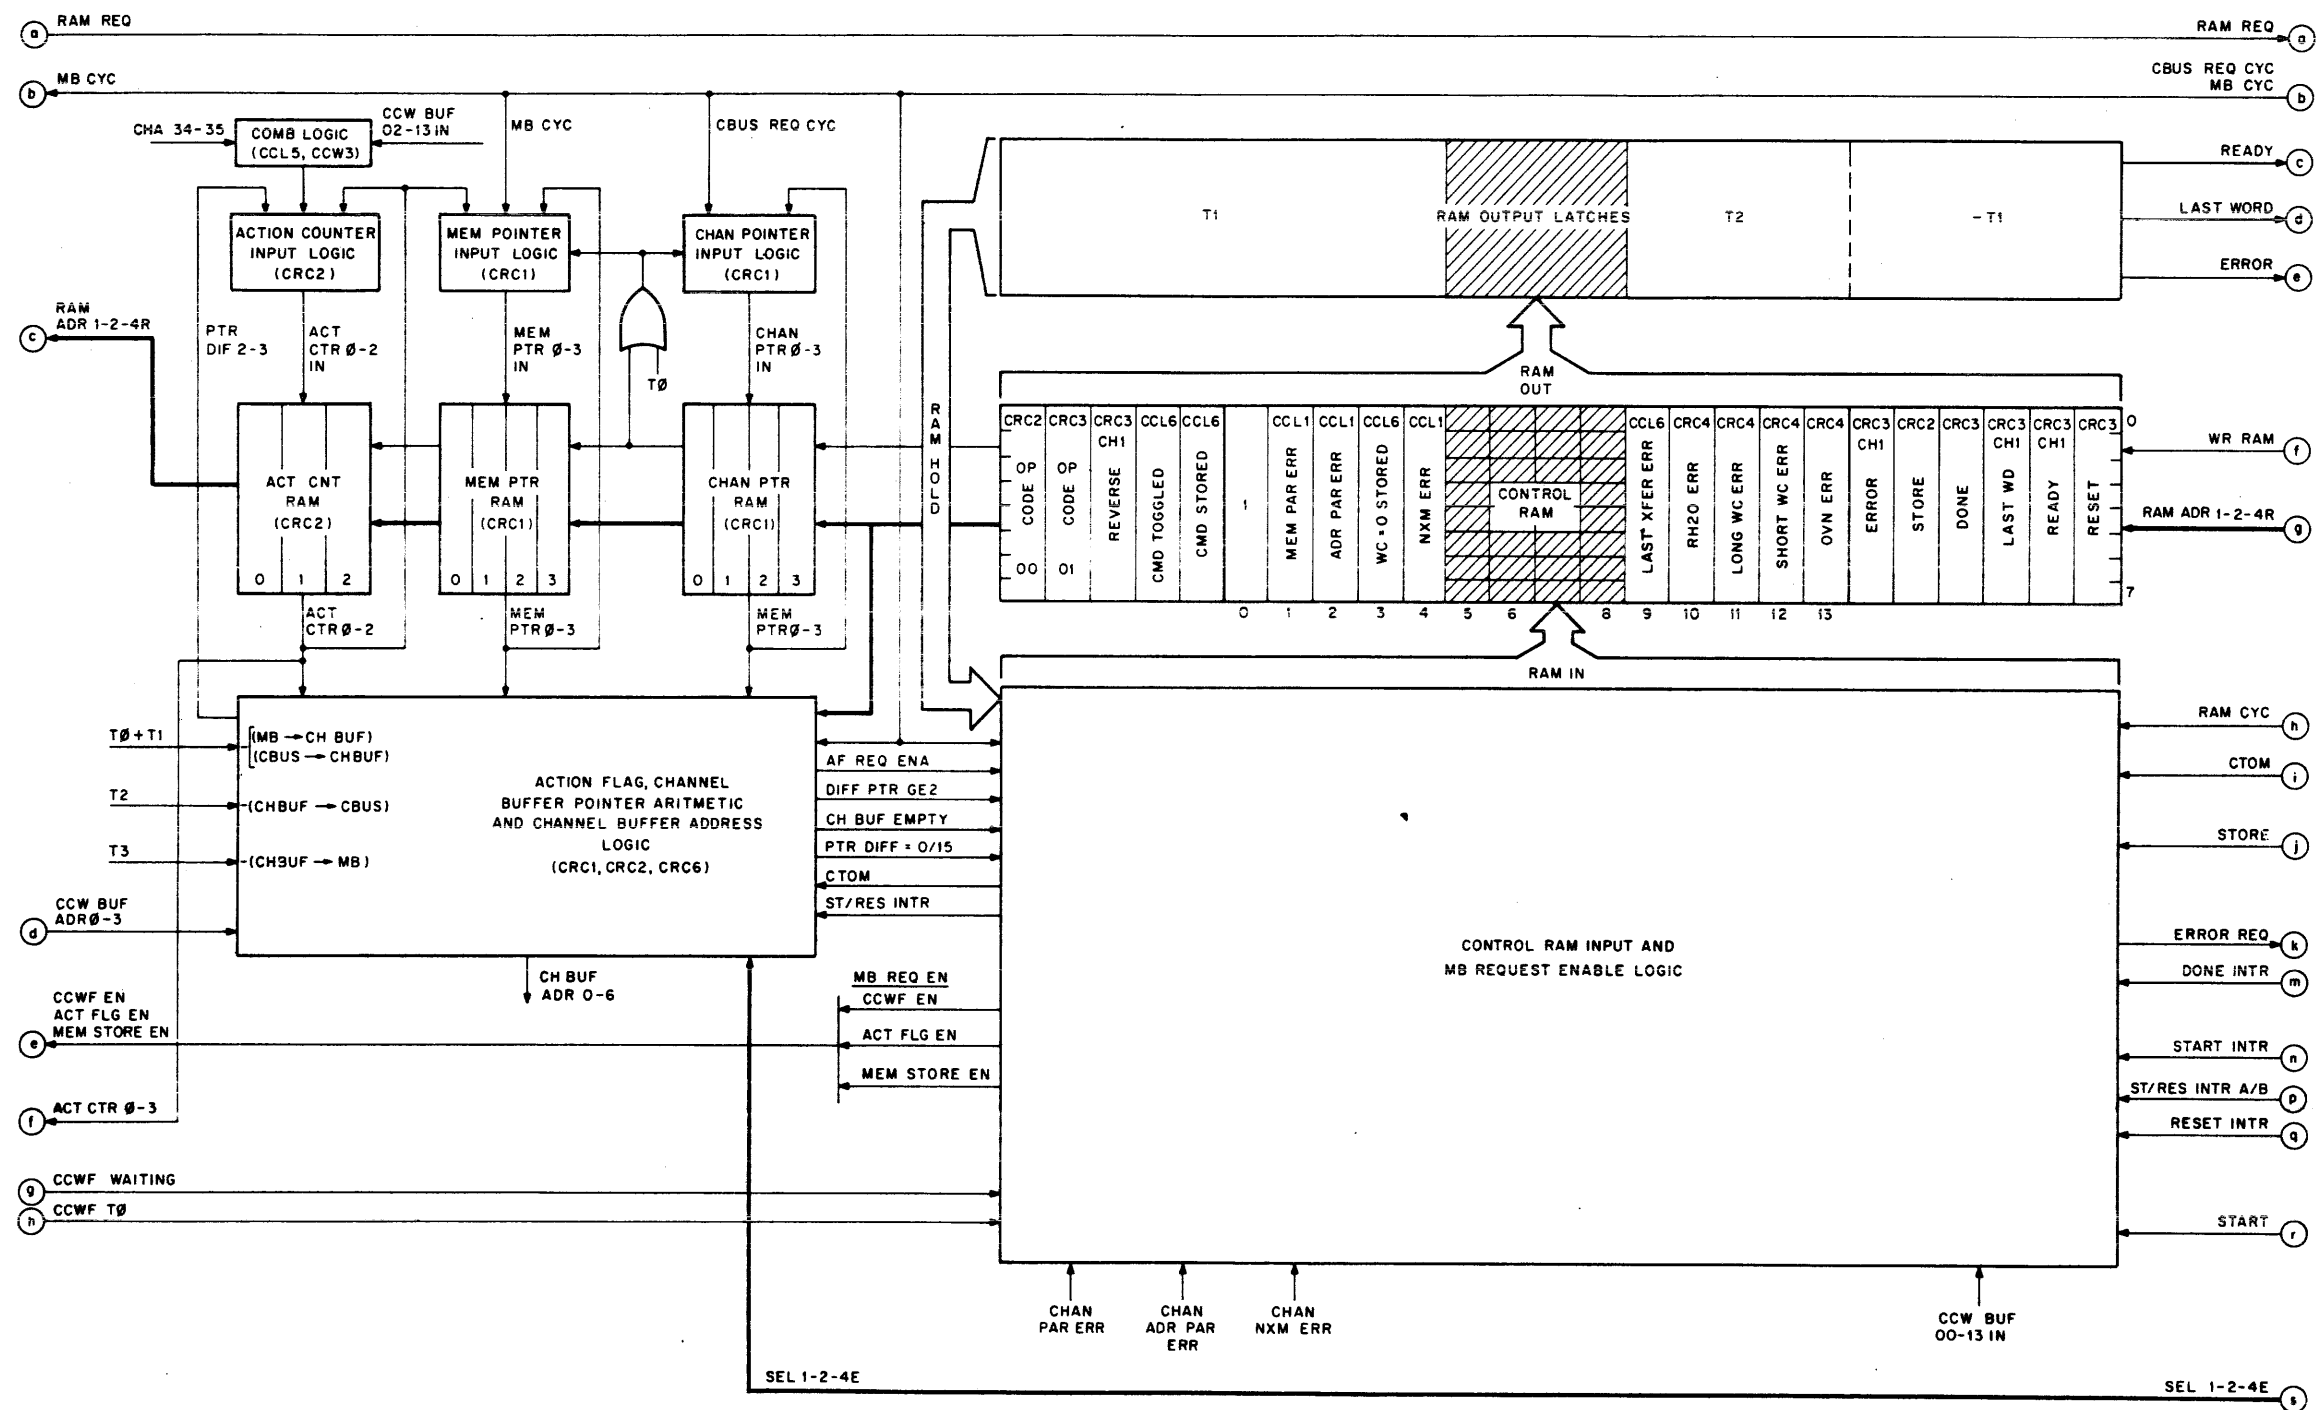 RAM REQ
a
RAM REQ
a
MB CYC
b
CBUS REQ CYC
MB CYC
b
CHA 34-35
COMB LOGIC
(CCL5, CCW3)
CCW BUF
02-13 IN
MB CYC
CBUS REQ CYC
ACTION COUNTER
INPUT LOGIC
(CRC2)
MEM POINTER
INPUT LOGIC
(CRC1)
CHAN POINTER
INPUT LOGIC
(CRC1)
T1
RAM OUTPUT LATCHES
T2
-T1
READY
c
LAST WORD
d
ERROR
e
RAM
ADR 1-2-4R
c
PTR
DIF 2-3
ACT
CTR Ø-2
IN
MEM
PTR Ø-3
IN
TØ
CHAN
PTR Ø-3
IN
RAM HOLD
RAM
OUT
ACT CNT
RAM
(CRC2)
0 1 2
MEM PTR
RAM
(CRC1)
0 1 2 3
CHAN PTR
RAM
(CRC1)
0 1 2 3
CRC2 CRC3 CRC3 CCL6 CCL6 CCL1 CCL1 CCL6 CCL1 CCL6 CRC4 CRC4 CRC4 CRC4 CRC3 CRC2 CRC3 CRC3 CRC3 CRC3
CH1 CH1 CH1 CH1
OP CODE 00
OP CODE 01
REVERSE
CMD TOGGLED
CMD STORED
1
MEM PAR ERR
ADR PAR ERR
WC = 0 STORED
NXM ERR
CONTROL
RAM
LAST XFER ERR
RH20 ERR
LONG WC ERR
SHORT WC ERR
OVN ERR
ERROR
STORE
DONE
LAST WD
READY
RESET
0
7
0 1 2 3 4 5 6 8 9 10 11 12 13
WR RAM
f
RAM ADR 1-2-4R
g
ACT
CTR Ø-2
MEM
PTR Ø-3
MEM
PTR Ø-3
RAM IN
TØ+T1
(MB → CH BUF)
(CBUS → CHBUF)
T2
(CHBUF → CBUS)
T3
(CHBUF → MB)
ACTION FLAG, CHANNEL
BUFFER POINTER ARITMETIC
AND CHANNEL BUFFER ADDRESS
LOGIC
(CRC1, CRC2, CRC6)
AF REQ ENA
DIFF PTR GE2
CH BUF EMPTY
PTR DIFF = 0/15
CTOM
ST/RES INTR
CCW BUF
ADR Ø-3
d
CH BUF
ADR 0-6
CONTROL RAM INPUT AND
MB REQUEST ENABLE LOGIC
RAM CYC
h
CTOM
i
STORE
j
ERROR REQ
k
DONE INTR
m
START INTR
n
ST/RES INTR A/B
p
RESET INTR
q
START
r
MB REQ EN
CCWF EN
ACT FLG EN
MEM STORE EN
CCWF EN
ACT FLG EN
MEM STORE EN
e
ACT CTR Ø-3
f
CCWF WAITING
g
CCWF TØ
h
CHAN
PAR ERR
CHAN
ADR PAR
ERR
CHAN
NXM ERR
CCW BUF
00-13 IN
SEL 1-2-4E
SEL 1-2-4E
s